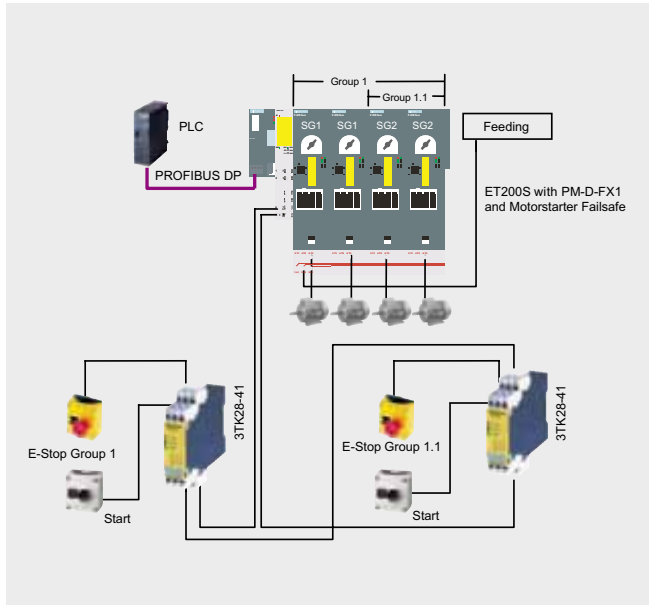 Group 1
Group 1.1
SG1 SG1 SG2 SG2
Feeding
PLC
PROFIBUS DP
ET200S with PM-D-FX1
and Motorstarter Failsafe
3TK28-41
E-Stop Group 1
Start
3TK28-41
E-Stop Group 1.1
Start